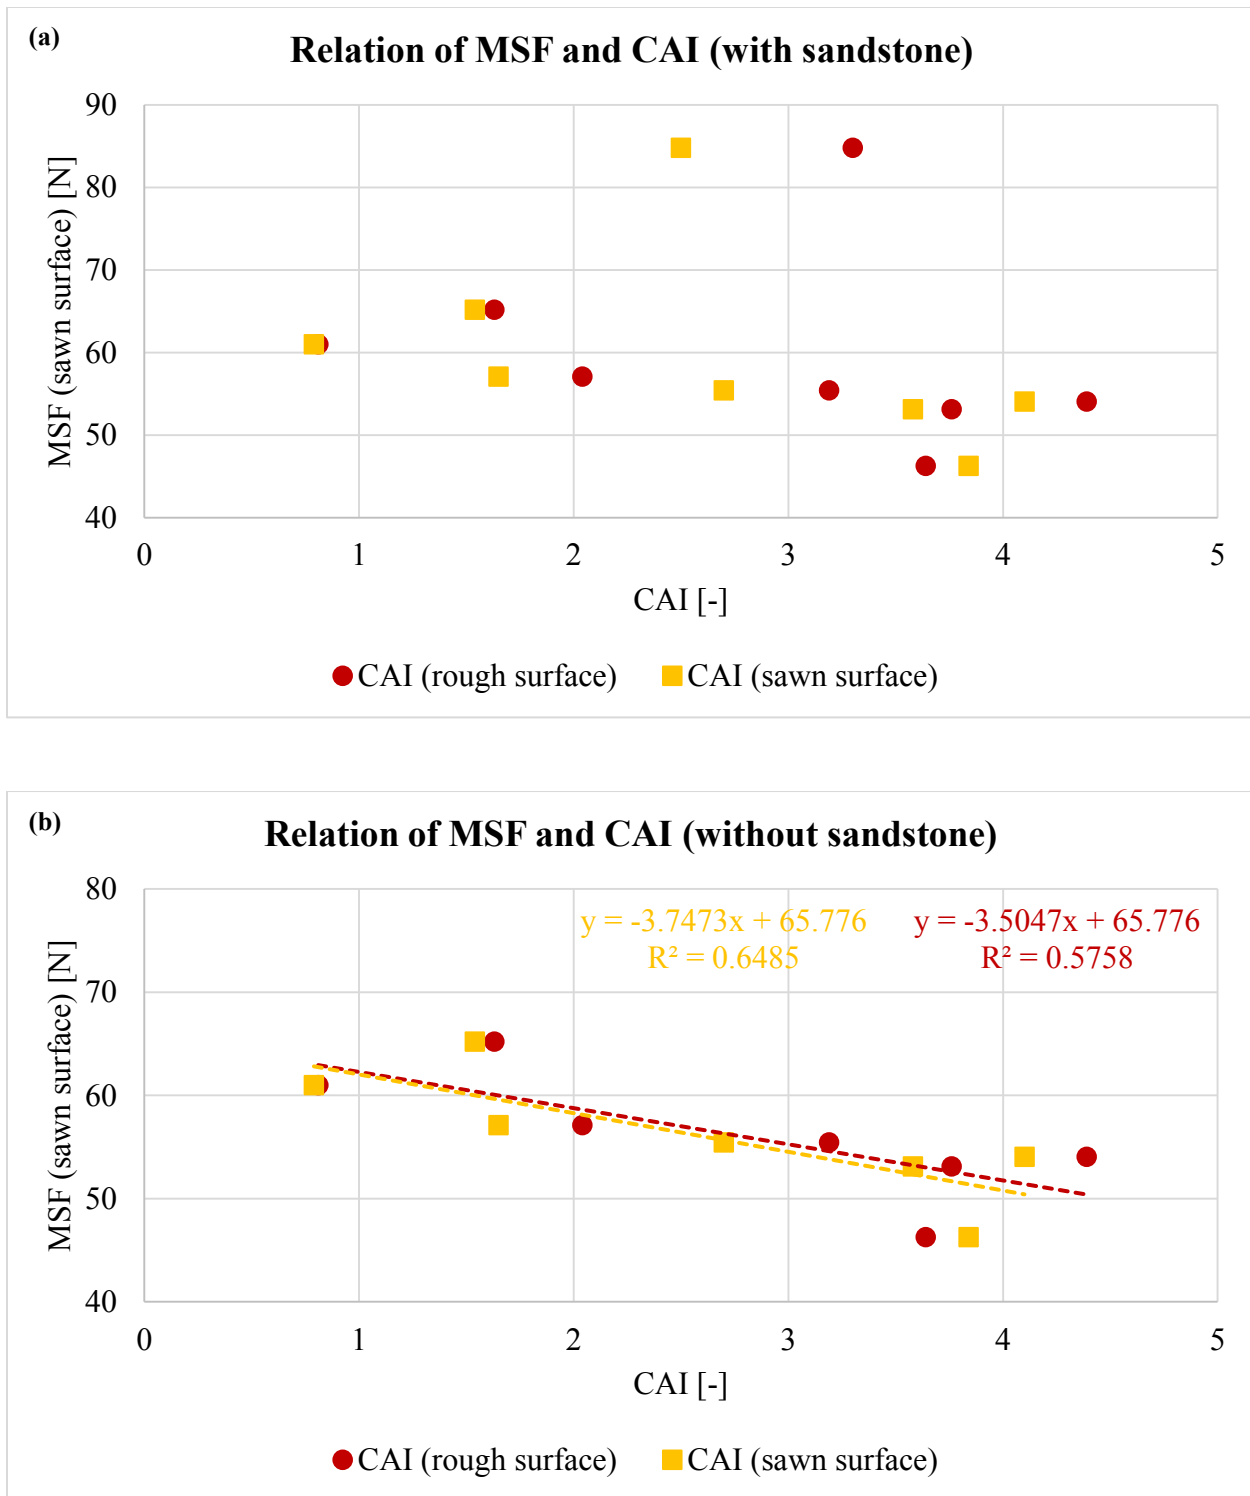 (a)
Relation of MSF and CAI (with sandstone)
MSF (sawn surface) [N]
90
80
70
60
50
40
0 1 2 3 4 5
CAI [-]
CAI (rough surface) CAI (sawn surface)
(b)
Relation of MSF and CAI (without sandstone)
MSF (sawn surface) [N]
80
y = -3.7473x + 65.776 y = -3.5047x + 65.776
R² = 0.6485 R² = 0.5758
70
60
50
40
0 1 2 3 4 5
CAI [-]
CAI (rough surface) CAI (sawn surface)